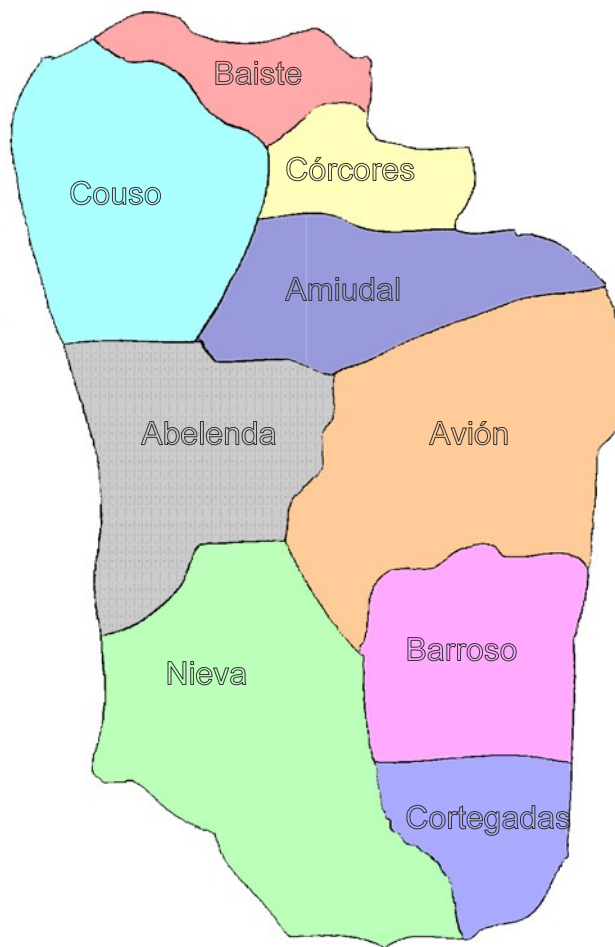 Baiste
Córcores
Couso
Amiudal
Abelenda
Avión
Barroso
Nieva
Cortegadas